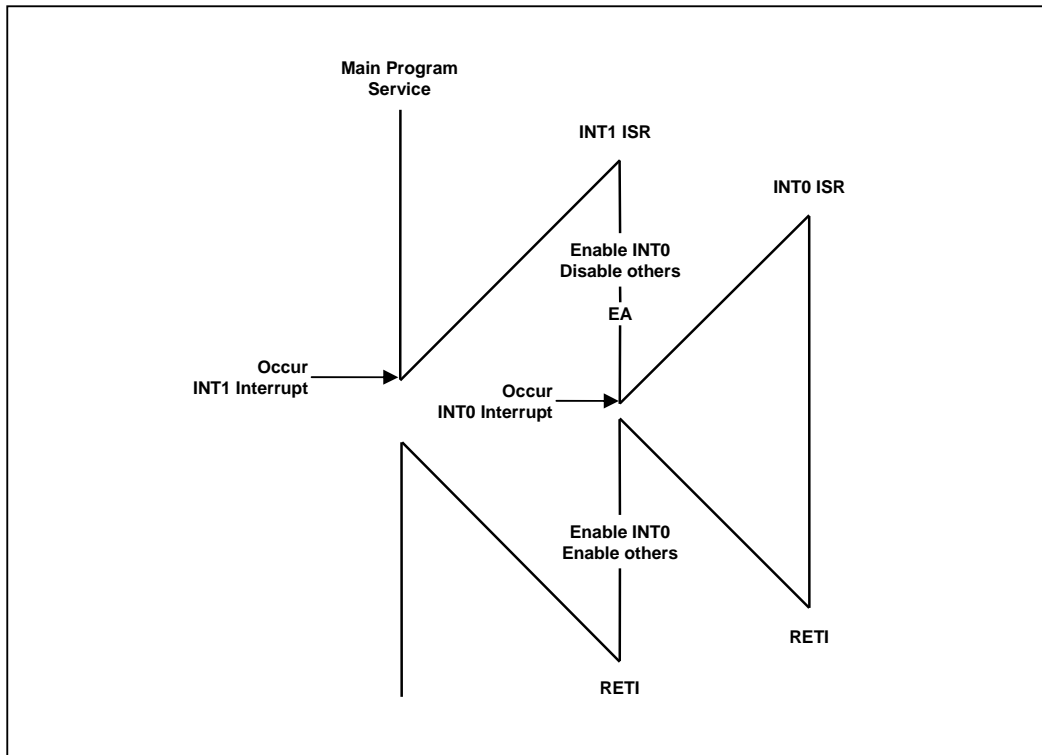 Main Program
Service
INT1 ISR
INT0 ISR
Enable INT0
Disable others
EA
Occur
INT1 Interrupt
Occur
INT0 Interrupt
Enable INT0
Enable others
RETI
RETI